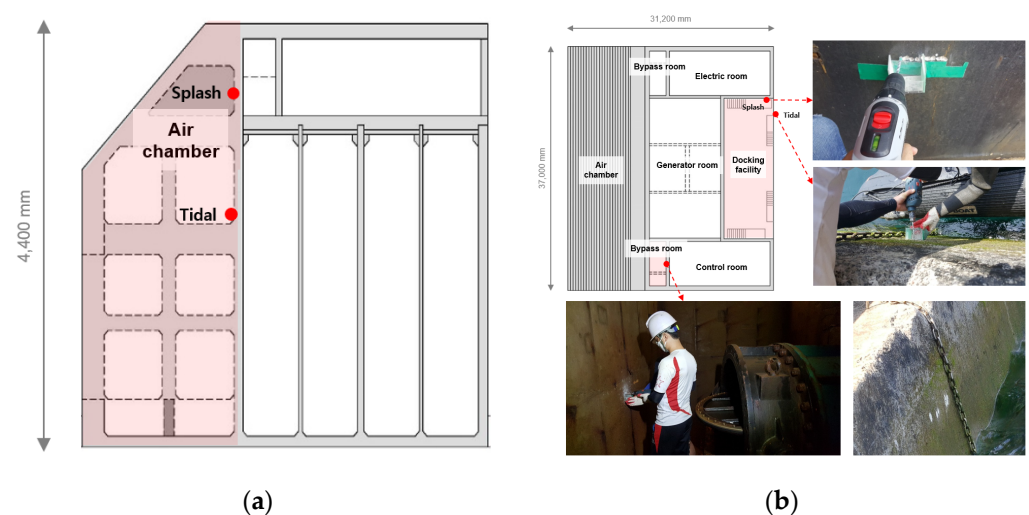 4,400 mm
Splash
Air
chamber
Tidal
(a)
31,200 mm
37,000 mm
Bypass room
Electric room
Splash
Tidal
Air
chamber
Generator room
Docking
facility
Bypass room
Control room
BOAT
(b)